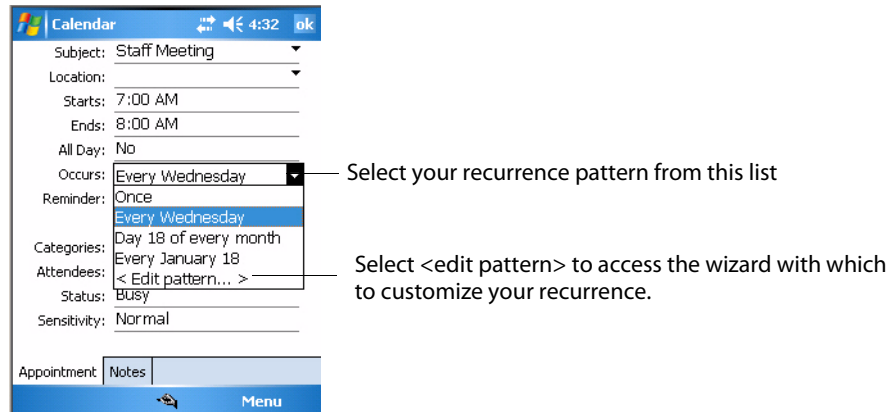 Calendar 4:32 ok
Subject: Staff Meeting
Location:
Starts: 7:00 AM
Ends: 8:00 AM
All Day: No
Occurs: Every Wednesday
Select your recurrence pattern from this list
Reminder: Once
Every Wednesday
Day 18 of every month
Categories: Every January 18
Attendees: < Edit pattern... >
Select <edit pattern> to access the wizard with which
to customize your recurrence.
Status: Busy
Sensitivity: Normal
Appointment Notes
Menu